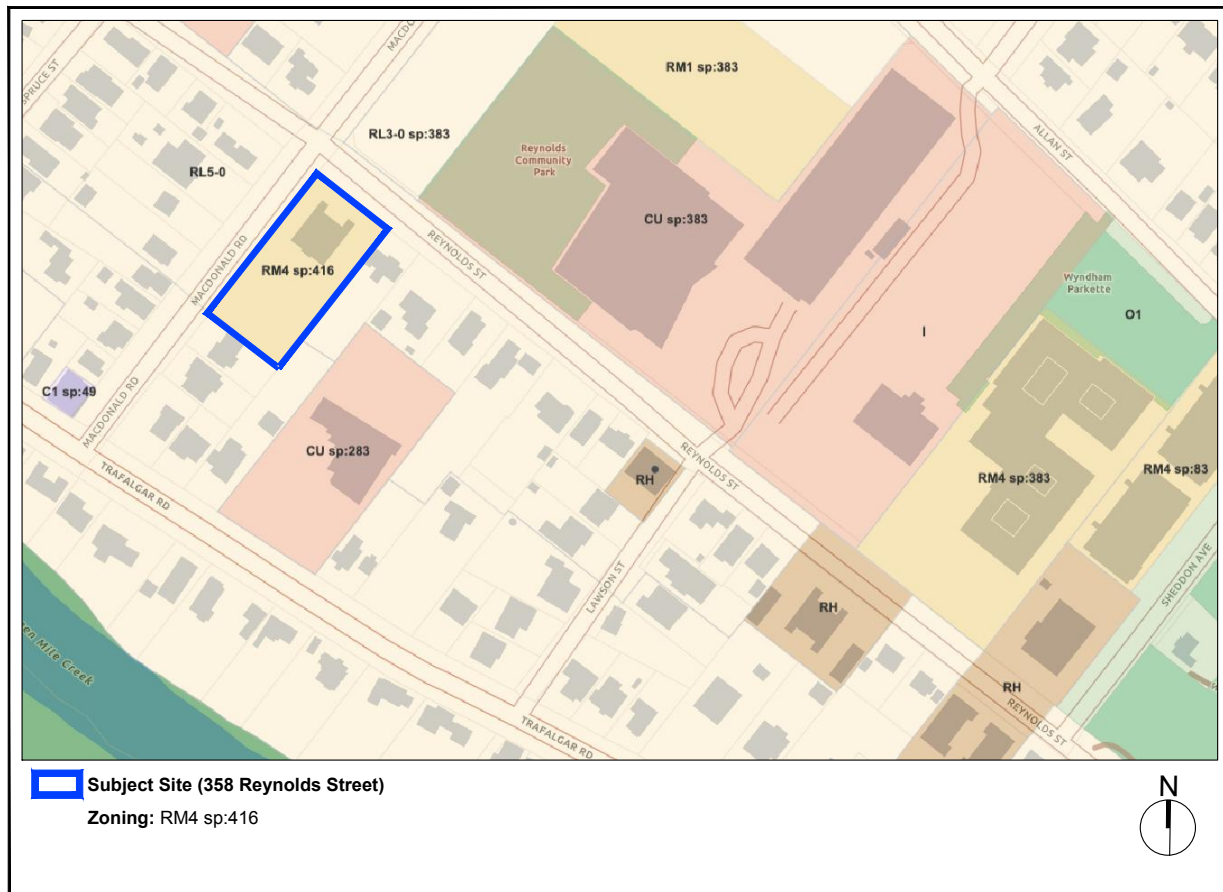 SPRUCE ST
MACDO
RM1 sp:383
RL3-0 sp:383
ALLAN ST
Reynolds
Community
Park
RL5-0
CU sp:383
MACDONALD RD
REYNOLDS ST
RM4 sp:416
Wyndham
Parkette
O1
I
C1 sp:49
MACDONALD RD
CU sp:283
REYNOLDS ST
RH
RM4 sp:383
RM4 sp:83
TRAFALGAR RD
LAWSON ST
SHEDDON AVE
RH
een Mile Creek
RH
REYNOLDS ST
TRAFALGAR RD
Subject Site (358 Reynolds Street)
Zoning: RM4 sp:416
N